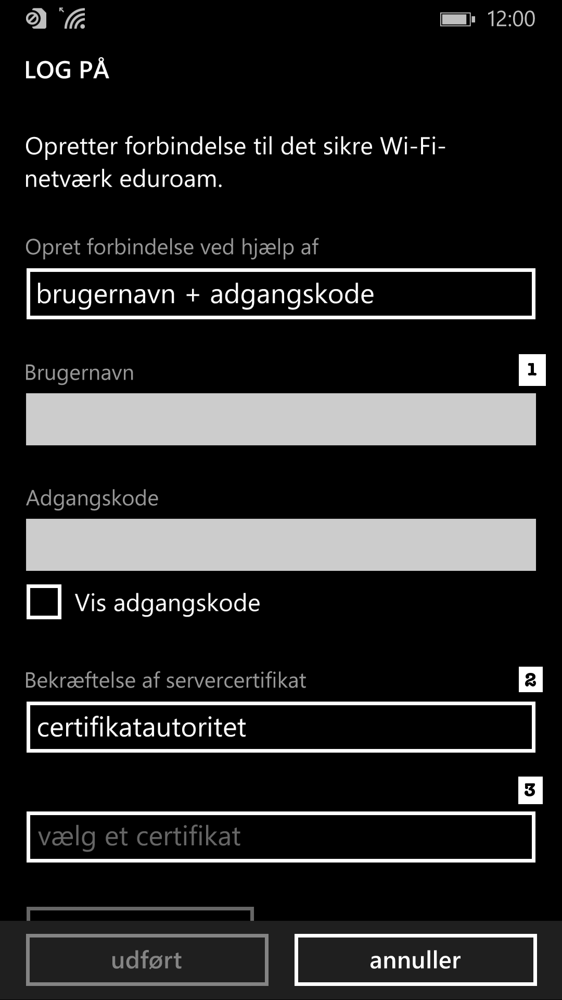 12:00
LOG PÅ
Opretter forbindelse til det sikre Wi-Fi-
netværk eduroam.
Opret forbindelse ved hjælp af
brugernavn + adgangskode
Brugernavn
1
Adgangskode
Vis adgangskode
Bekræftelse af servercertifikat
2
certifikatautoritet
3
vælg et certifikat
udført
annuller